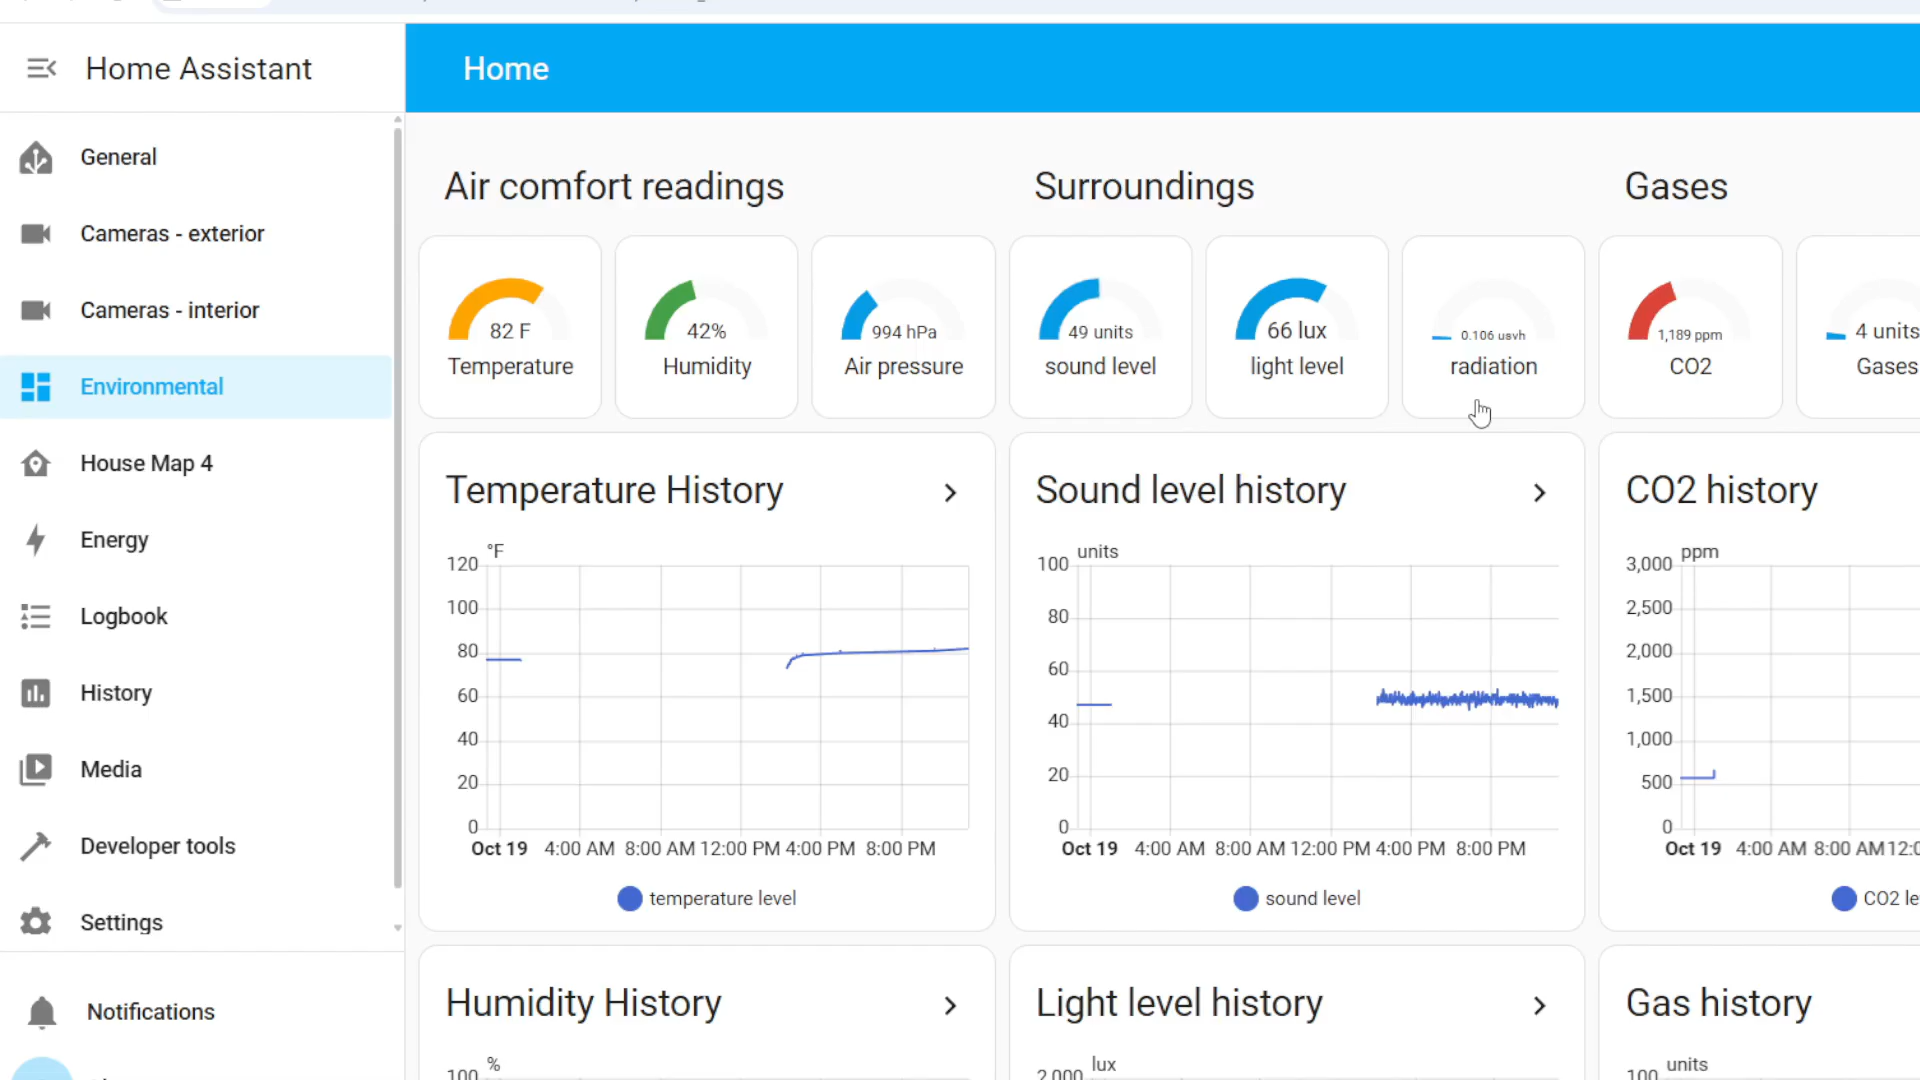 Home Assistant
Home
General
Cameras - exterior
Cameras - interior
Environmental
House Map 4
Energy
Logbook
History
Media
Developer tools
Settings
Notifications
Air comfort readings
82 F
Temperature
42%
Humidity
994 hPa
Air pressure
Surroundings
49 units
sound level
66 lux
light level
0.106 usvh
radiation
Gases
1,189 ppm
CO2
4 units
Gases
Temperature History
°F
120
100
80
60
40
20
0
Oct 19 4:00 AM 8:00 AM 12:00 PM 4:00 PM 8:00 PM
temperature level
Sound level history
units
100
80
60
40
20
0
Oct 19 4:00 AM 8:00 AM 12:00 PM 4:00 PM 8:00 PM
sound level
CO2 history
ppm
3,000
2,500
2,000
1,500
1,000
500
0
Oct 19 4:00 AM 8:00 AM 12:0
CO2 le
Humidity History
%
100
Light level history
lux
2,000
Gas history
units
100